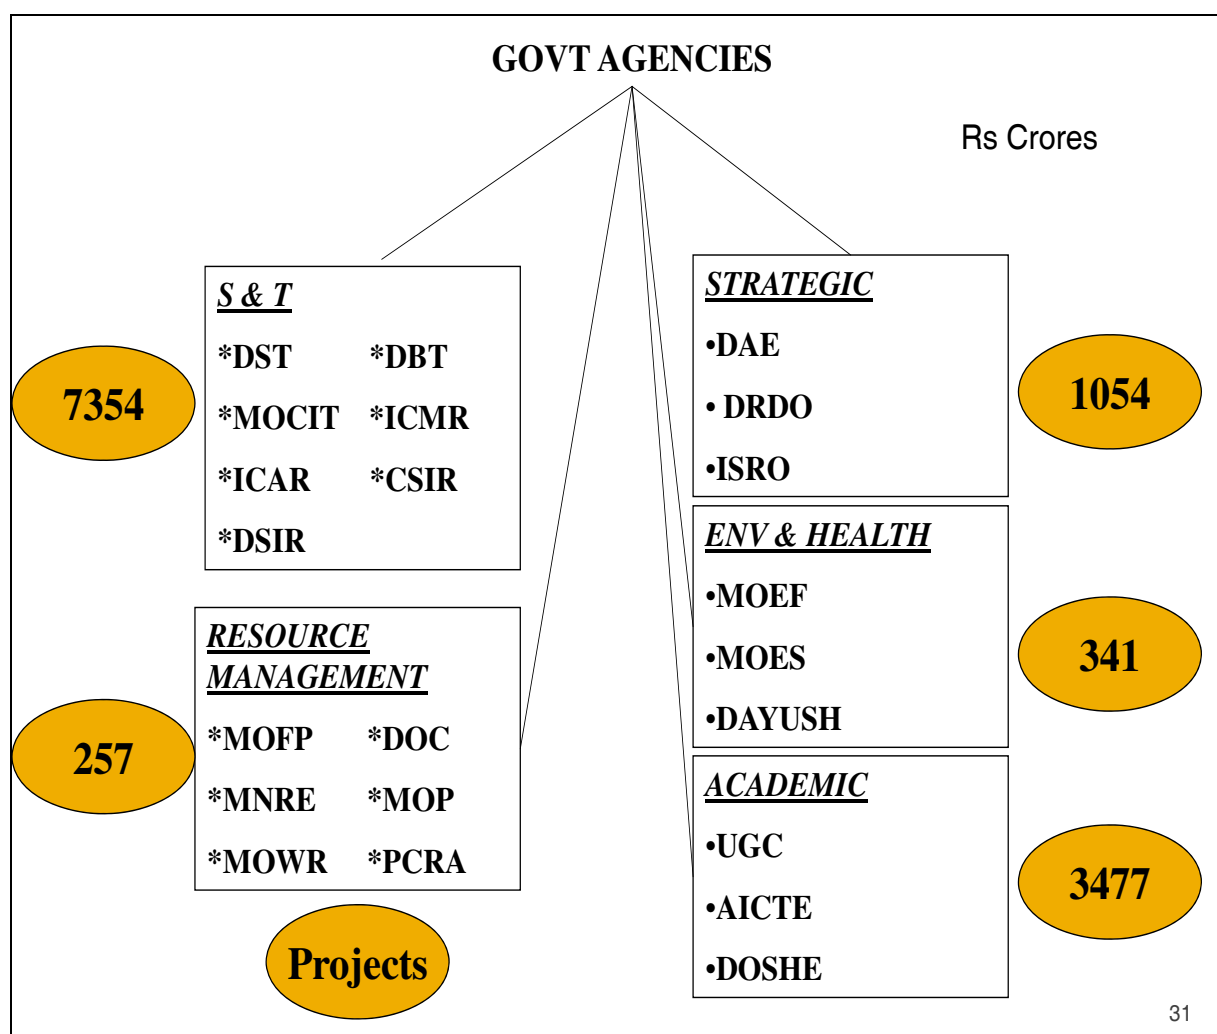 GOVT AGENCIES
Rs Crores
S & T
*DST *DBT
*MOCIT *ICMR
*ICAR *CSIR
*DSIR
7354
RESOURCE
MANAGEMENT
*MOFP *DOC
*MNRE *MOP
*MOWR *PCRA
257
Projects
STRATEGIC
•DAE
• DRDO
•ISRO
1054
ENV & HEALTH
•MOEF
•MOES
•DAYUSH
341
ACADEMIC
•UGC
•AICTE
•DOSHE
3477
31